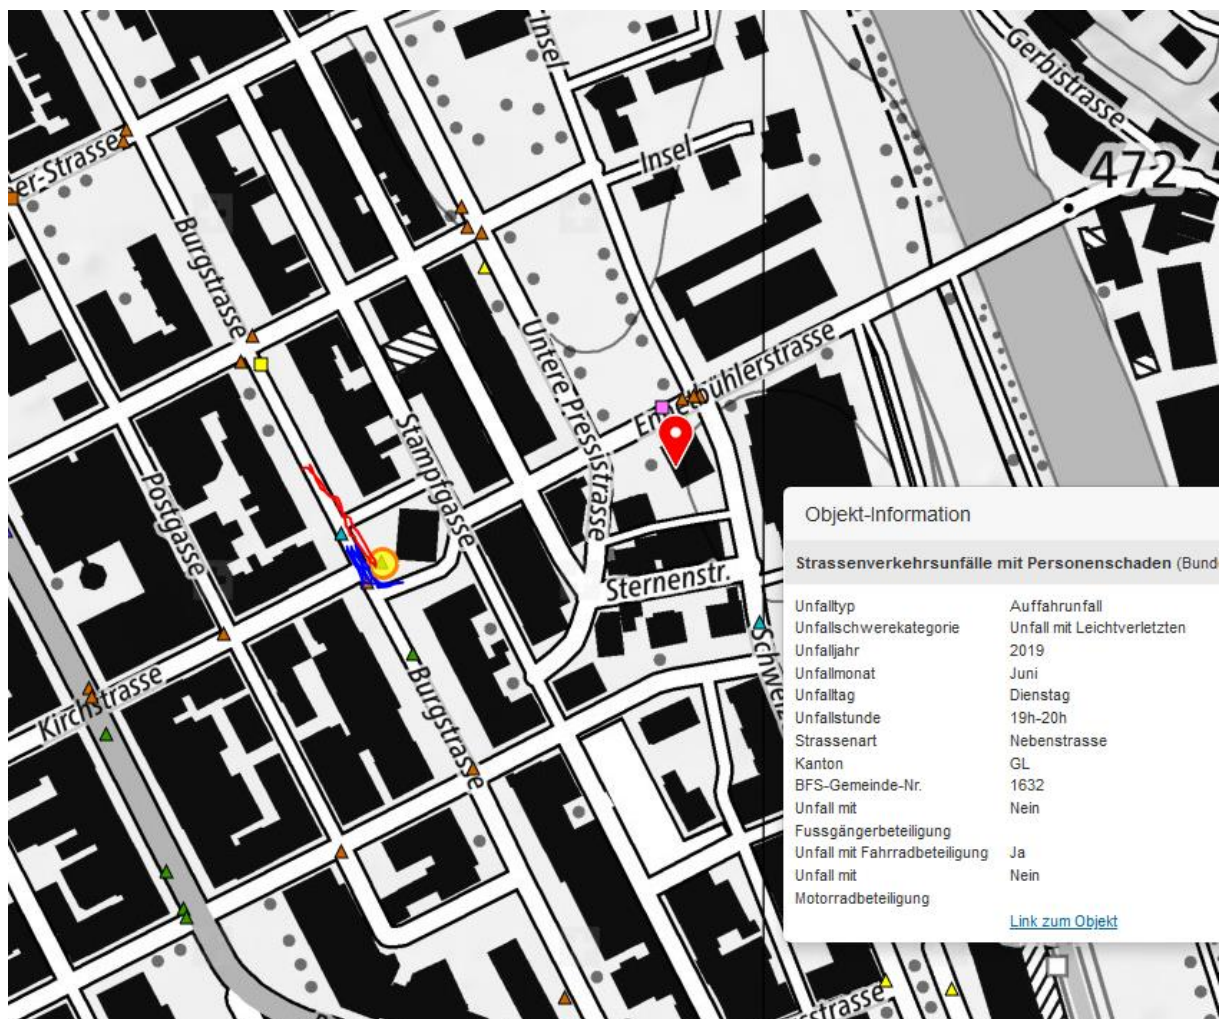 Insel
Gerbistrasse
er-Strasse
Insel
472
Burgstrasse
Untere Pressistrasse
Ennetbühlerstrasse
Stampfgasse
Postgasse
Sternenstr.
Kirchstrasse
Burgstrasse
Schweiz
sstrasse
Objekt-Information
Strassenverkehrsunfälle mit Personenschaden (Bund
Unfalltyp Auffahrunfall
Unfallschwerekategorie Unfall mit Leichtverletzten
Unfalljahr 2019
Unfallmonat Juni
Unfalltag Dienstag
Unfallstunde 19h-20h
Strassenart Nebenstrasse
Kanton GL
BFS-Gemeinde-Nr. 1632
Unfall mit Nein
Fussgängerbeteiligung
Unfall mit Fahrradbeteiligung Ja
Unfall mit Nein
Motorradbeteiligung
Link zum Objekt